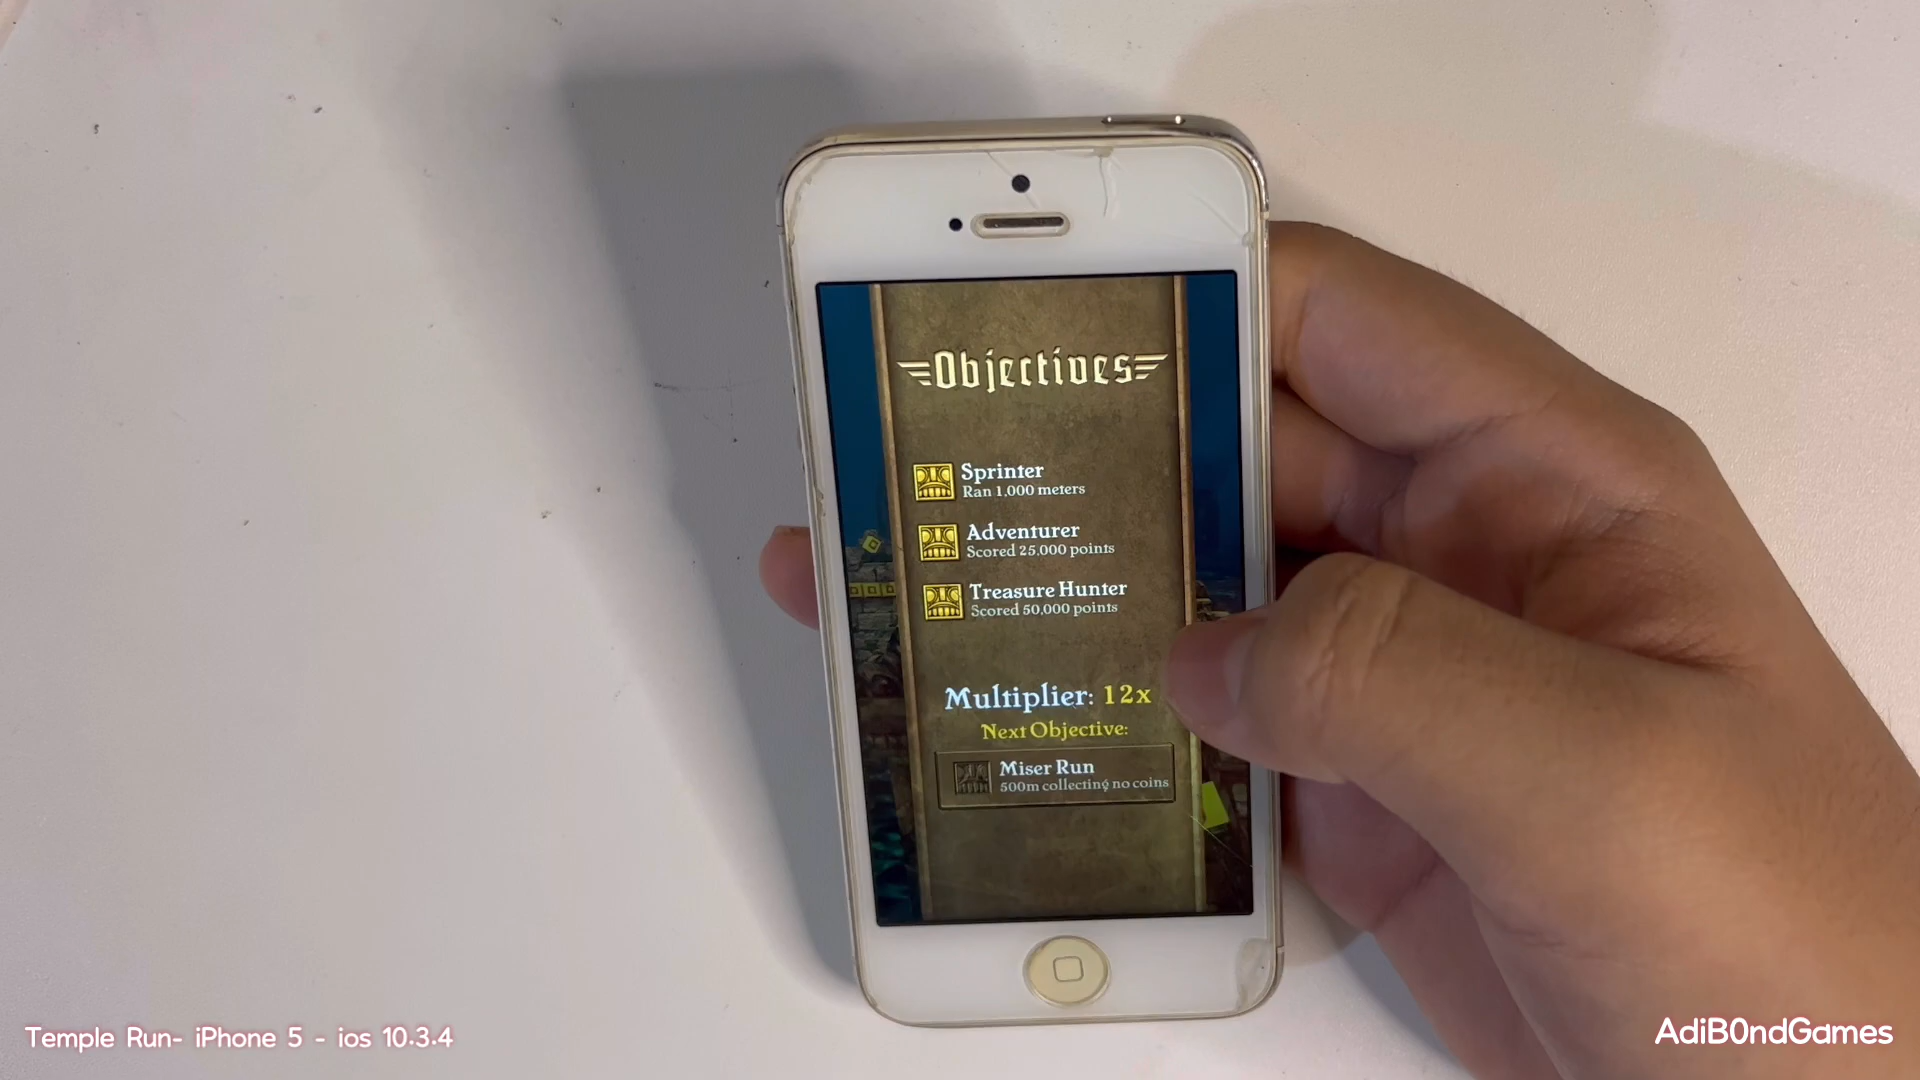 Objectives
Sprinter
Ran 1,000 meters
Adventurer
Scored 25,000 points
Treasure Hunter
Scored 50,000 points
Multiplier: 12x
Next Objective:
Miser Run
500m collecting no coins
Temple Run- iPhone 5 - ios 10.3.4
AdiB0ndGames